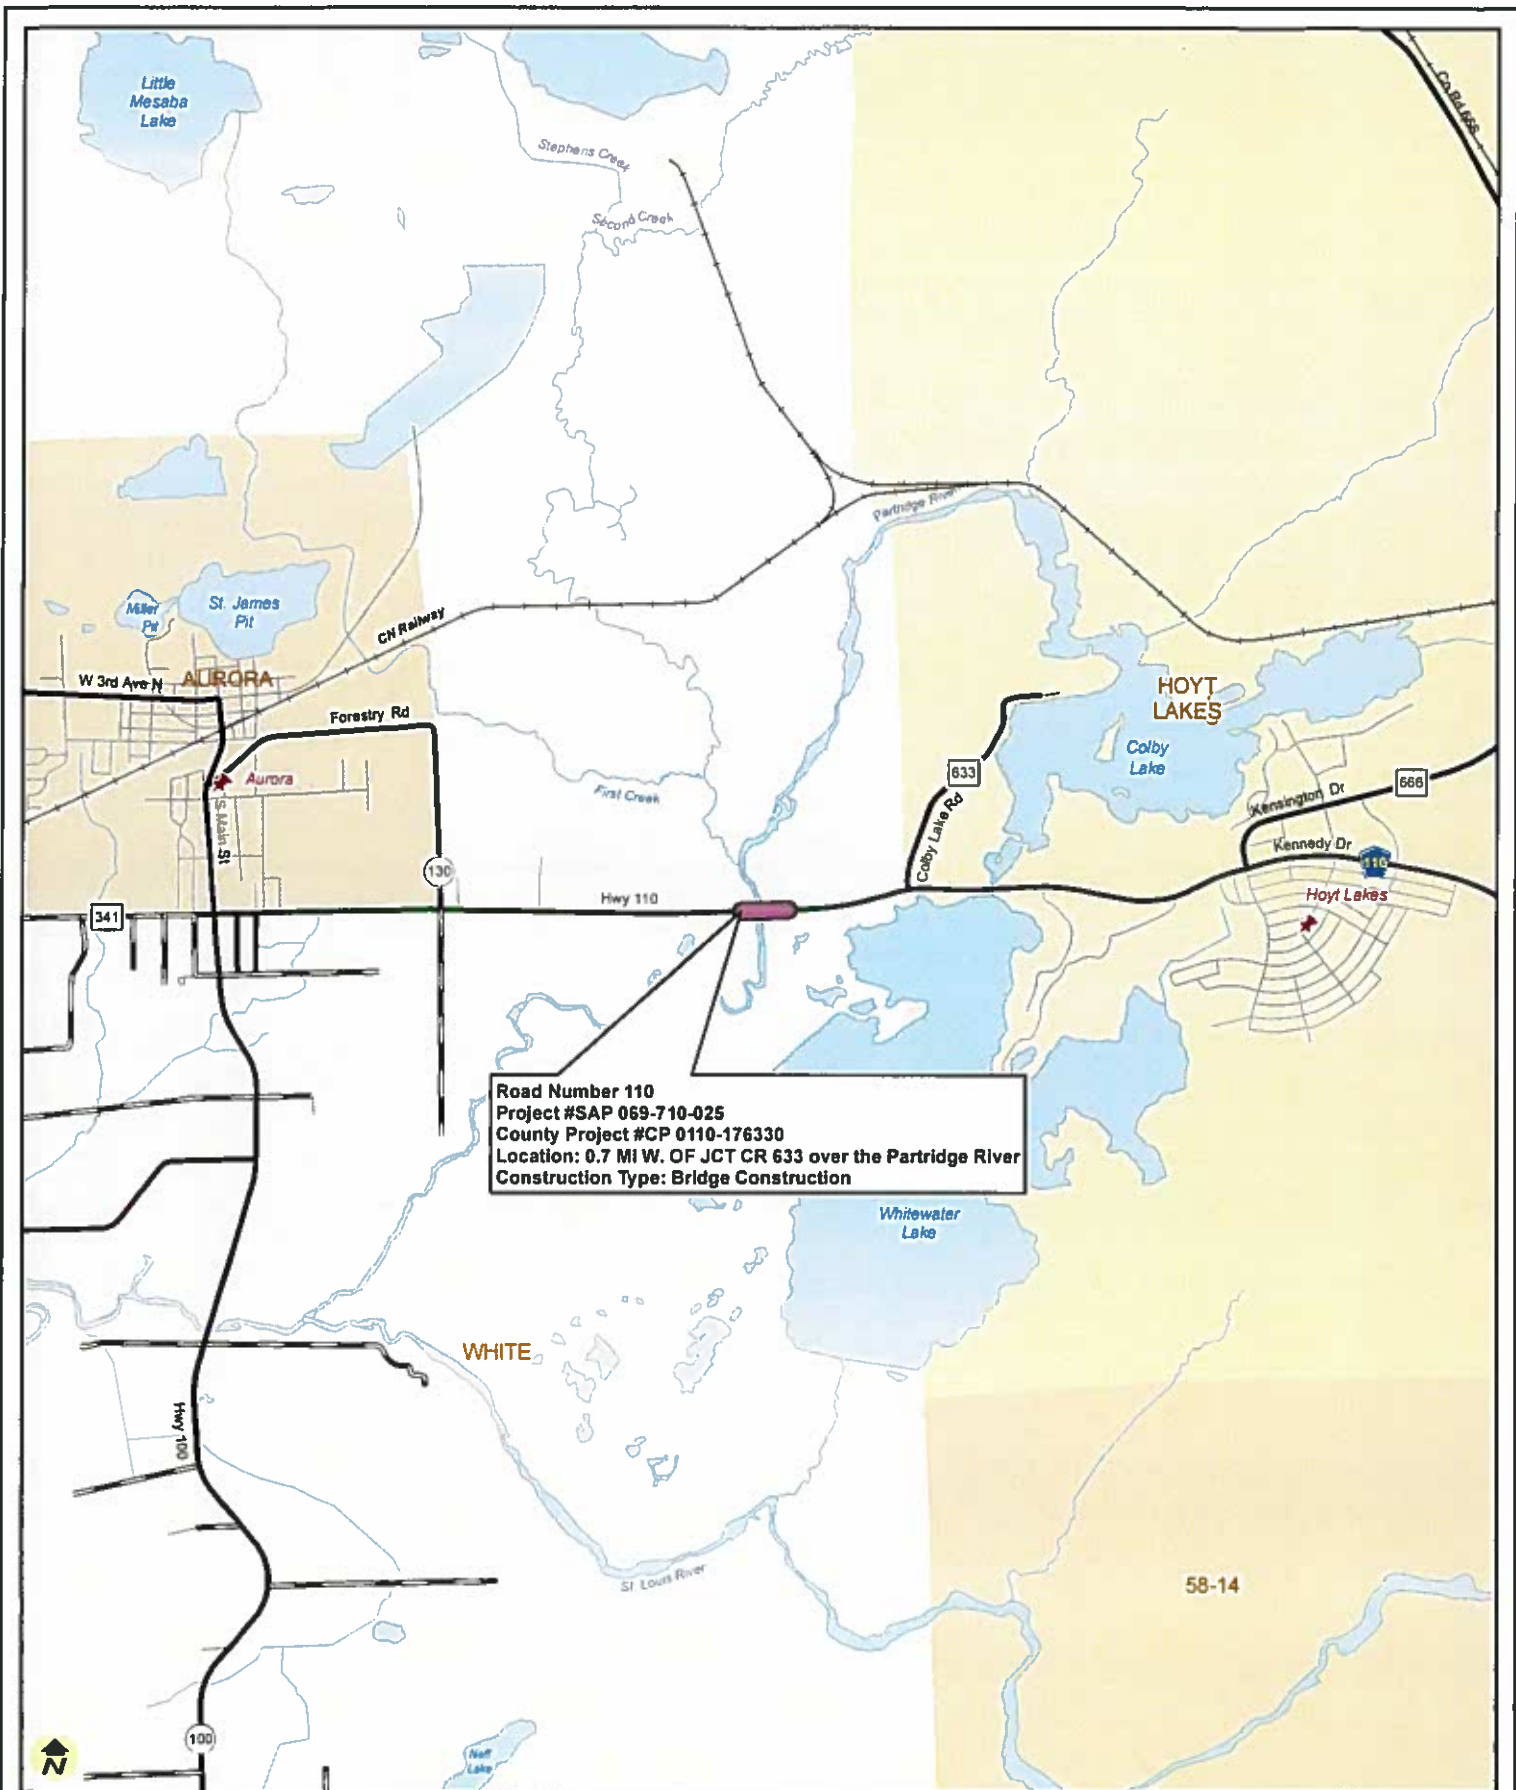 Little
Mesaba
Lake
Co Rd 666
Stephens Creek
Second Creek
Partridge River
Miller
Pit
St. James
Pit
CN Railway
W 3rd Ave N
AURORA
Forestry Rd
HOYT
LAKES
Colby
Lake
Aurora
633
666
First Creek
Colby Lake Rd
Kensington Dr
S Main St
Kennedy Dr
110
130
Hwy 110
Hoyt Lakes
341
Road Number 110
Project #SAP 069-710-025
County Project #CP 0110-176330
Location: 0.7 MI W. OF JCT CR 633 over the Partridge River
Construction Type: Bridge Construction
Whitewater
Lake
WHITE
Hwy 100
St. Louis River
58-14
100
N
Neff
Lake